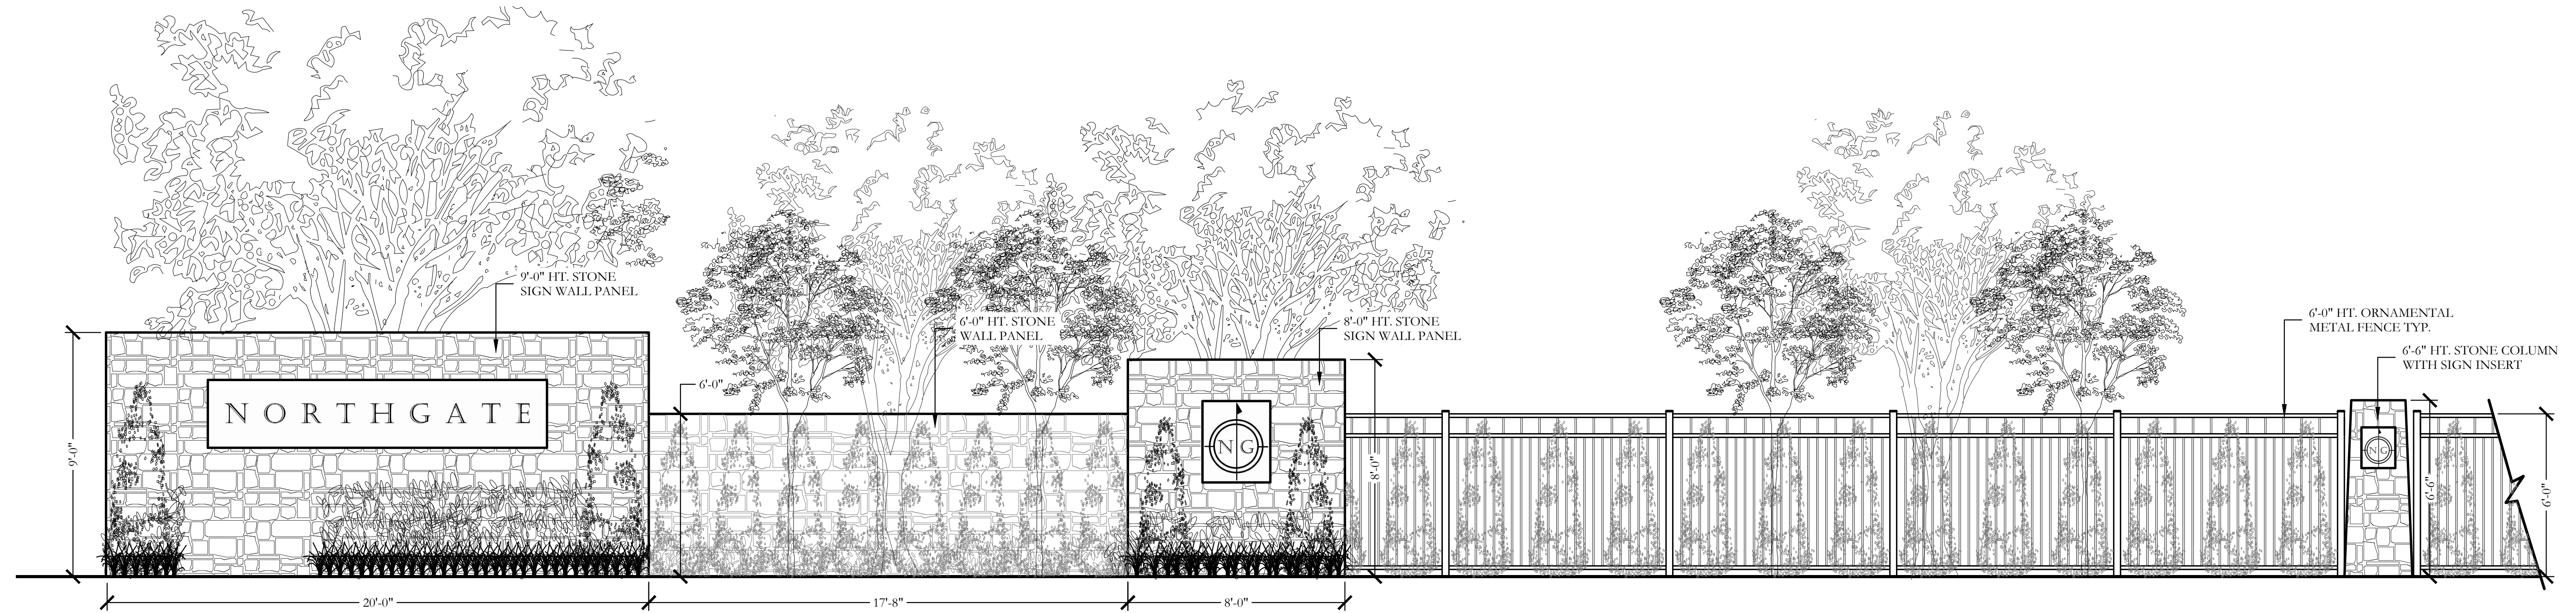 9'-0" HT. STONE
SIGN WALL PANEL
6'-0" HT. STONE
WALL PANEL
8'-0" HT. STONE
SIGN WALL PANEL
6'-0" HT. ORNAMENTAL
METAL FENCE TYP.
6'-6" HT. STONE COLUMN
WITH SIGN INSERT
NORTHGATE
NG
NG
9'-0"
6'-0"
8'-0"
6'-6"
6'-0"
20'-0"
17'-8"
8'-0"